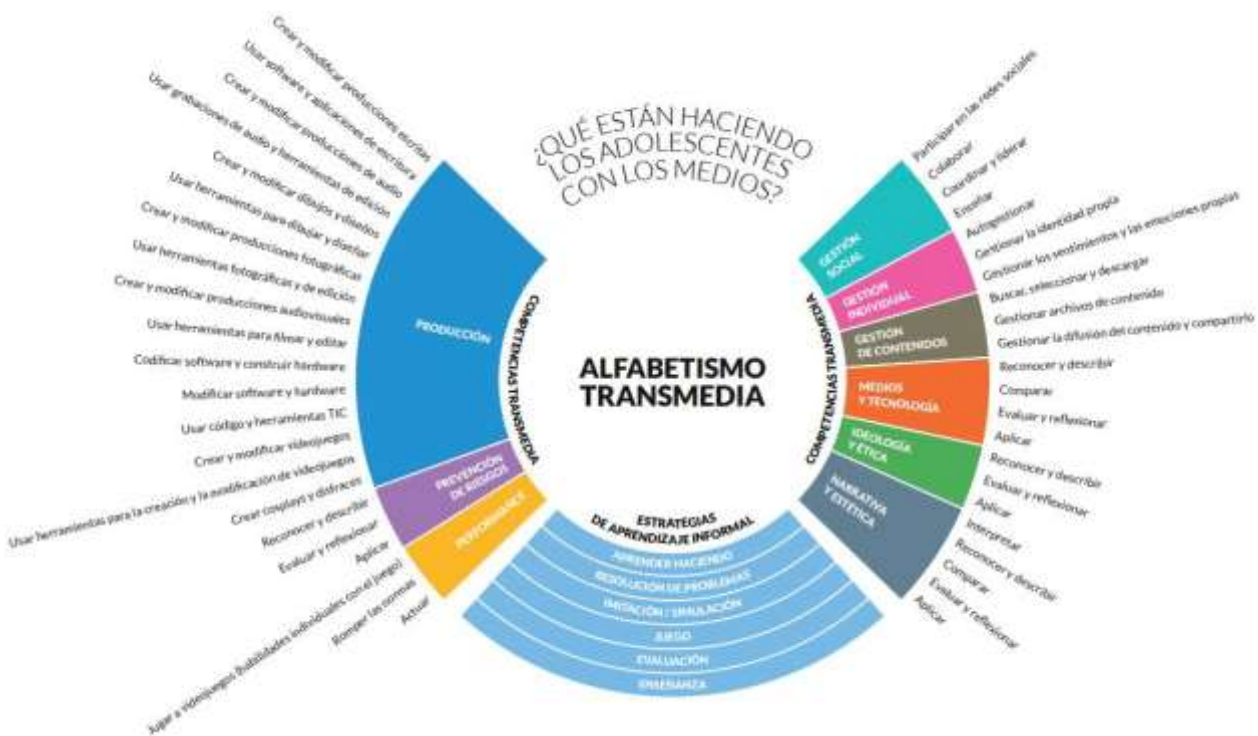 ¿QUÉ ESTÁN HACIENDO
LOS ADOLESCENTES
CON LOS MEDIOS?
ALFABETISMO
TRANSMEDIA
COMPETENCIAS TRANSMEDIA
PRODUCCIÓN
Crear y modificar producciones escritas
Usar software y aplicaciones de escritura
Crear y modificar producciones de audio
Usar grabaciones de audio y herramientas de edición
Crear y modificar dibujos y diseños
Usar herramientas para dibujar y diseñar
Crear y modificar producciones fotográficas
Usar herramientas fotográficas y de edición
Crear y modificar producciones audiovisuales
Usar herramientas para filmar y editar
Codificar software y construir hardware
Modificar software y hardware
Usar código y herramientas TIC
Crear y modificar videojuegos
Usar herramientas para la creación y la modificación de videojuegos
Crear cosplays y disfraces
PREVENCIÓN
DE RIESGOS
Reconocer y describir
Evaluar y reflexionar
Aplicar
PERFORMANCE
Jugar a videojuegos (habilidades individuales con el juego)
Romper las normas
Actuar
COMPETENCIAS TRANSMEDIA
GESTIÓN
SOCIAL
Participar en las redes sociales
Colaborar
Coordinar y liderar
Enseñar
GESTIÓN
INDIVIDUAL
Autogestionar
Gestionar la identidad propia
Gestionar los sentimientos y las emociones propias
GESTIÓN
DE CONTENIDOS
Buscar, seleccionar y descargar
Gestionar archivos de contenido
Gestionar la difusión del contenido y compartirlo
MEDIOS
Y TECNOLOGÍA
Reconocer y describir
Comparar
Evaluar y reflexionar
Aplicar
IDEOLOGÍA
Y ÉTICA
Reconocer y describir
Evaluar y reflexionar
Aplicar
NARRATIVA
Y ESTÉTICA
Interpretar
Reconocer y describir
Comparar
Evaluar y reflexionar
Aplicar
ESTRATEGIAS
DE APRENDIZAJE INFORMAL
APRENDER HACIENDO
RESOLUCIÓN DE PROBLEMAS
IMITACIÓN / SIMULACIÓN
JUEGO
EVALUACIÓN
ENSEÑANZA